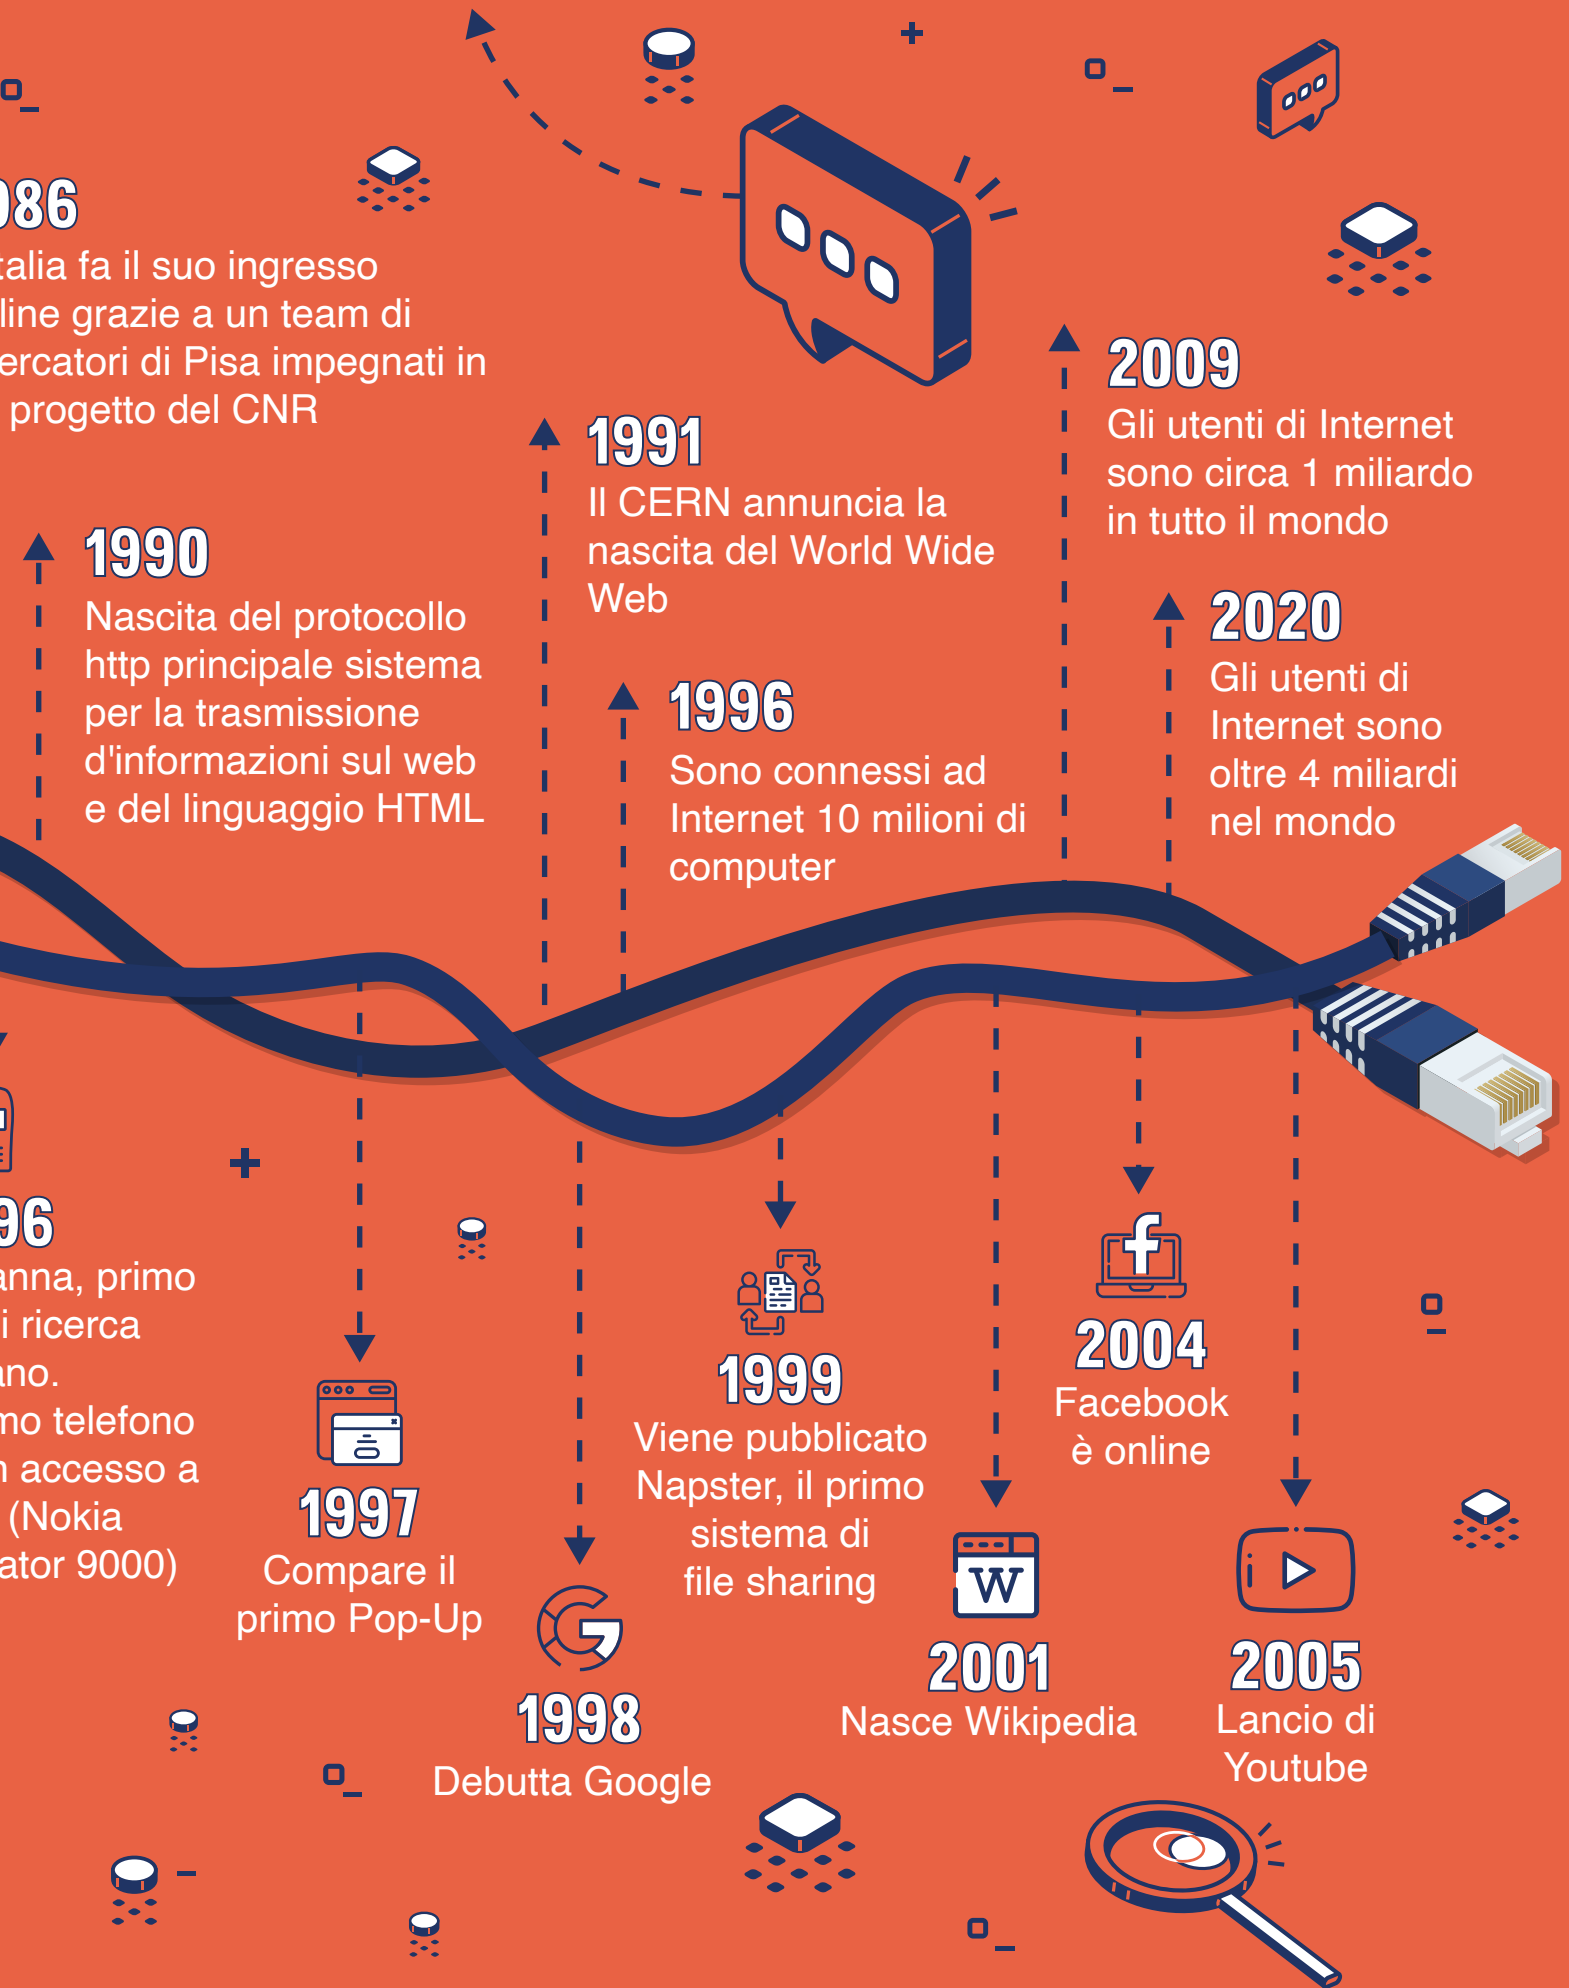 986
talia fa il suo ingresso
line grazie a un team di
ercatori di Pisa impegnati in
progetto del CNR
1990
Nascita del protocollo
http principale sistema
per la trasmissione
d'informazioni sul web
e del linguaggio HTML
1991
Il CERN annuncia la
nascita del World Wide
Web
1996
Sono connessi ad
Internet 10 milioni di
computer
2009
Gli utenti di Internet
sono circa 1 miliardo
in tutto il mondo
2020
Gli utenti di
Internet sono
oltre 4 miliardi
nel mondo
96
anna, primo
i ricerca
ano.
mo telefono
n accesso a
(Nokia
ator 9000)
1997
Compare il
primo Pop-Up
1998
Debutta Google
1999
Viene pubblicato
Napster, il primo
sistema di
file sharing
W
2001
Nasce Wikipedia
f
2004
Facebook
è online
2005
Lancio di
Youtube